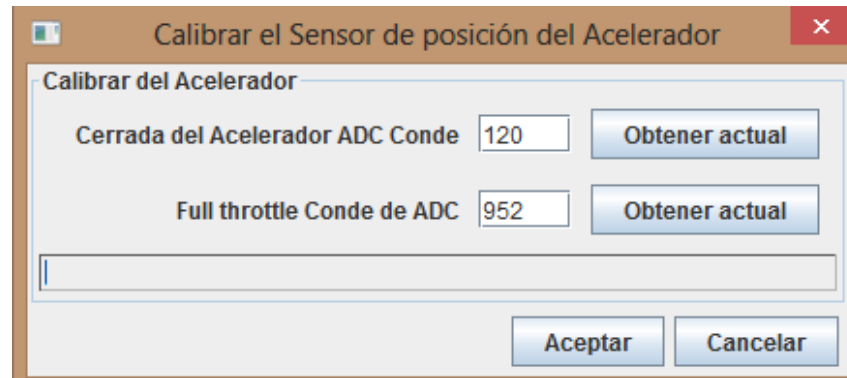 Calibrar el Sensor de posición del Acelerador
Calibrar del Acelerador
Cerrada del Acelerador ADC Conde 120 Obtener actual
Full throttle Conde de ADC 952 Obtener actual
Aceptar Cancelar